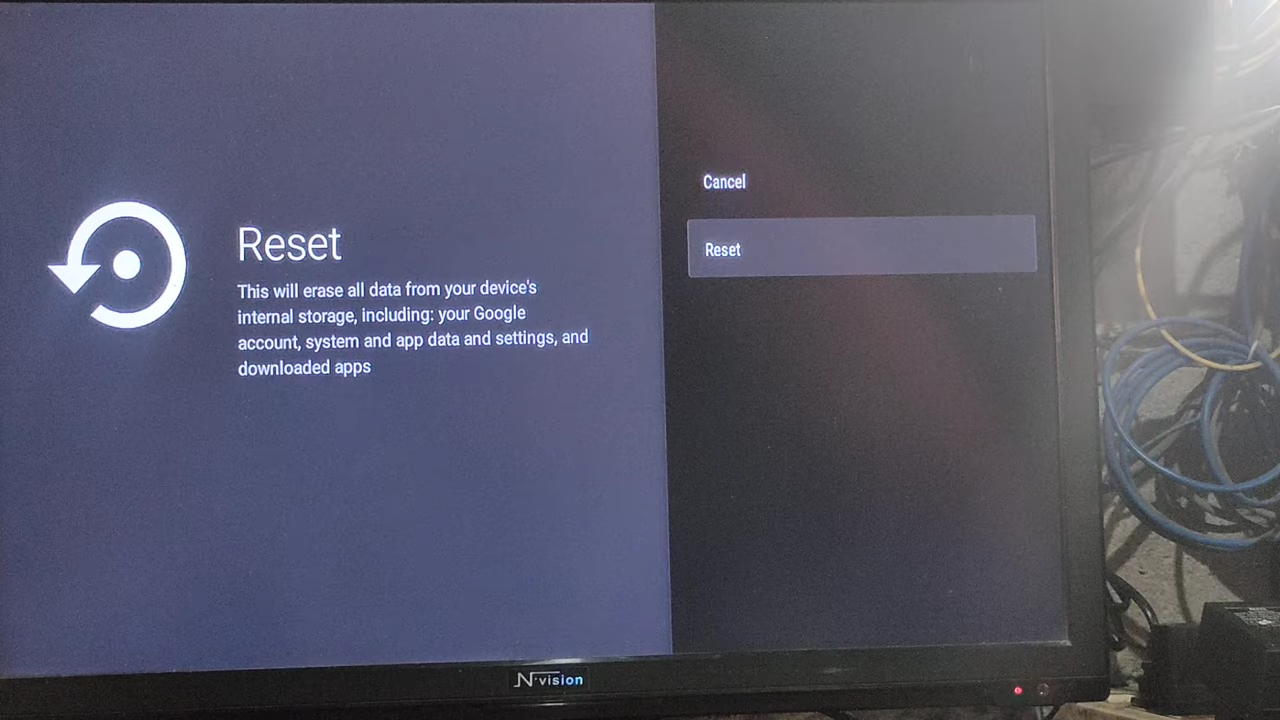 Reset
This will erase all data from your device's
internal storage, including: your Google
account, system and app data and settings, and
downloaded apps
Cancel
Reset
N-vision